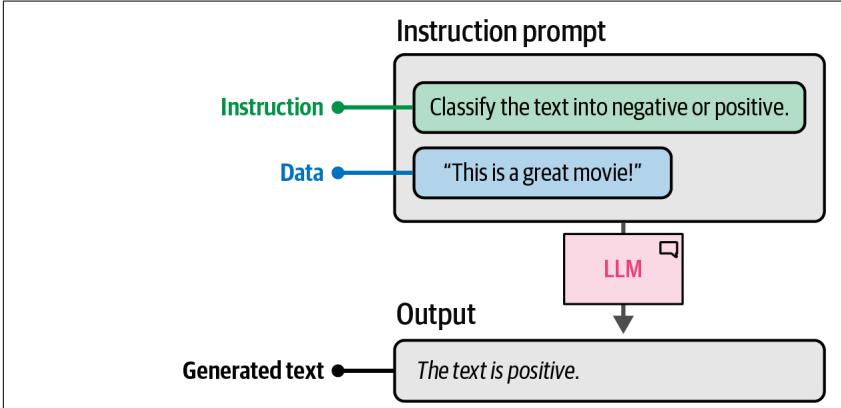 Instruction prompt
Instruction
Classify the text into negative or positive.
Data
“This is a great movie!”
LLM
Output
Generated text
The text is positive.